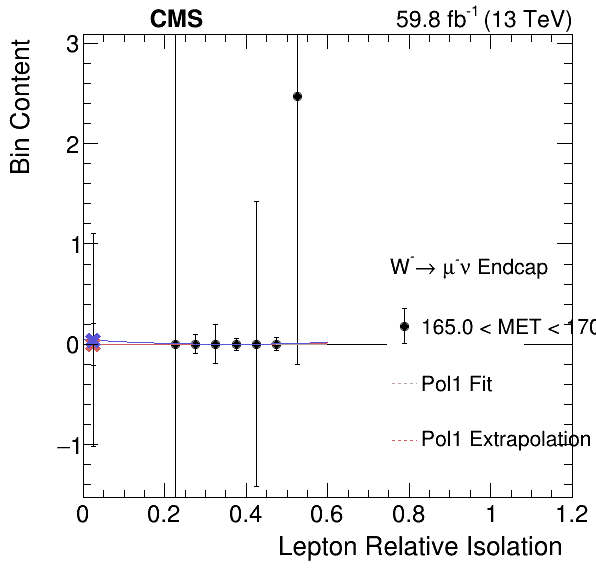 CMS
59.8 fb⁻¹ (13 TeV)
Bin Content
3
2
1
0
−1
W⁻→ μ⁻ν Endcap
165.0 < MET < 170
Pol1 Fit
Pol1 Extrapolation
0 0.2 0.4 0.6 0.8 1 1.2
Lepton Relative Isolation